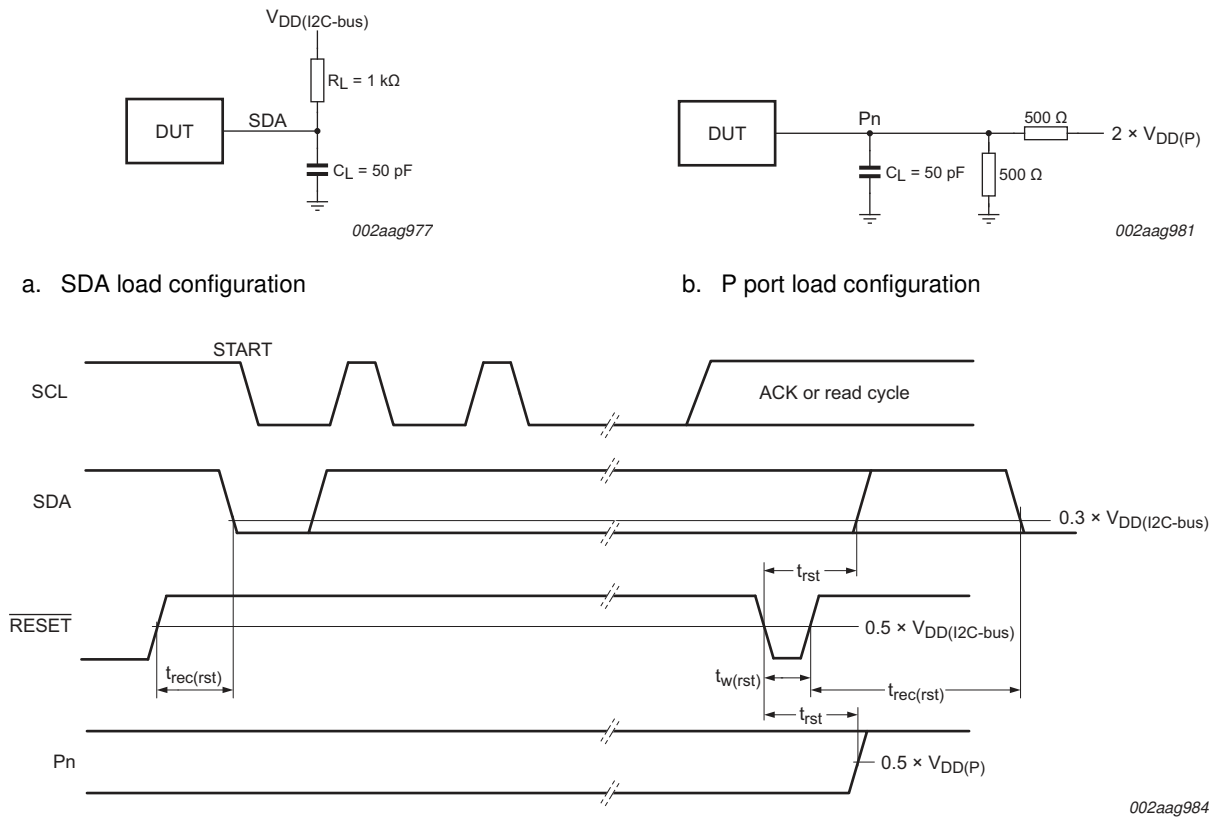 VDD(I2C-bus)
RL = 1 kΩ
DUT
SDA
CL = 50 pF
002aag977
DUT
Pn
500 Ω
2 × VDD(P)
CL = 50 pF
500 Ω
002aag981
a. SDA load configuration
b. P port load configuration
START
SCL
ACK or read cycle
SDA
0.3 × VDD(I2C-bus)
trst
RESET
0.5 × VDD(I2C-bus)
trec(rst)
tw(rst)
trec(rst)
trst
Pn
0.5 × VDD(P)
002aag984